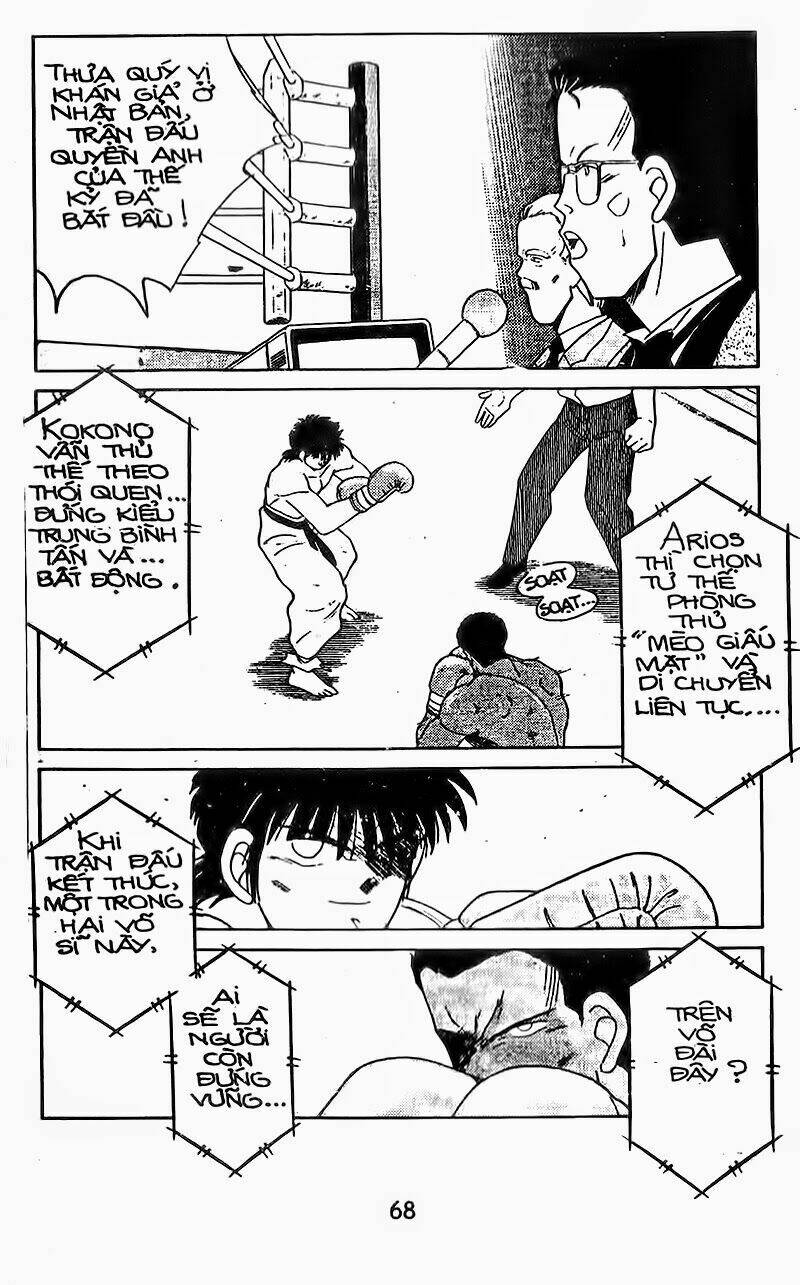 THƯA QUÝ VỊ
KHÁN GIẢ Ở
NHẬT BẢN,
TRẬN ĐẤU
QUYỀN ANH
CỦA THẾ
KỶ ĐÃ
BẮT ĐẦU!
KOKONO
VẪN THỦ
THẾ THEO
THÓI QUEN...
ĐỨNG KIỂU
TRUNG BÌNH
TẤN VÀ...
BẤT ĐỘNG.
SOẠT
SOẠT...
ARIOS
THÌ CHỌN
TƯ THẾ
PHÒNG
THỦ
"MÈO GIẤU
MẶT" VÀ
DI CHUYỂN
LIÊN TỤC....
KHI
TRẬN ĐẤU
KẾT THÚC,
MỘT TRONG
HAI VÕ
SĨ NÀY,
AI
SẼ LÀ
NGƯỜI
CÒN
ĐỨNG
VỮNG...
TRÊN
VÕ
ĐÀI
ĐÂY?
68